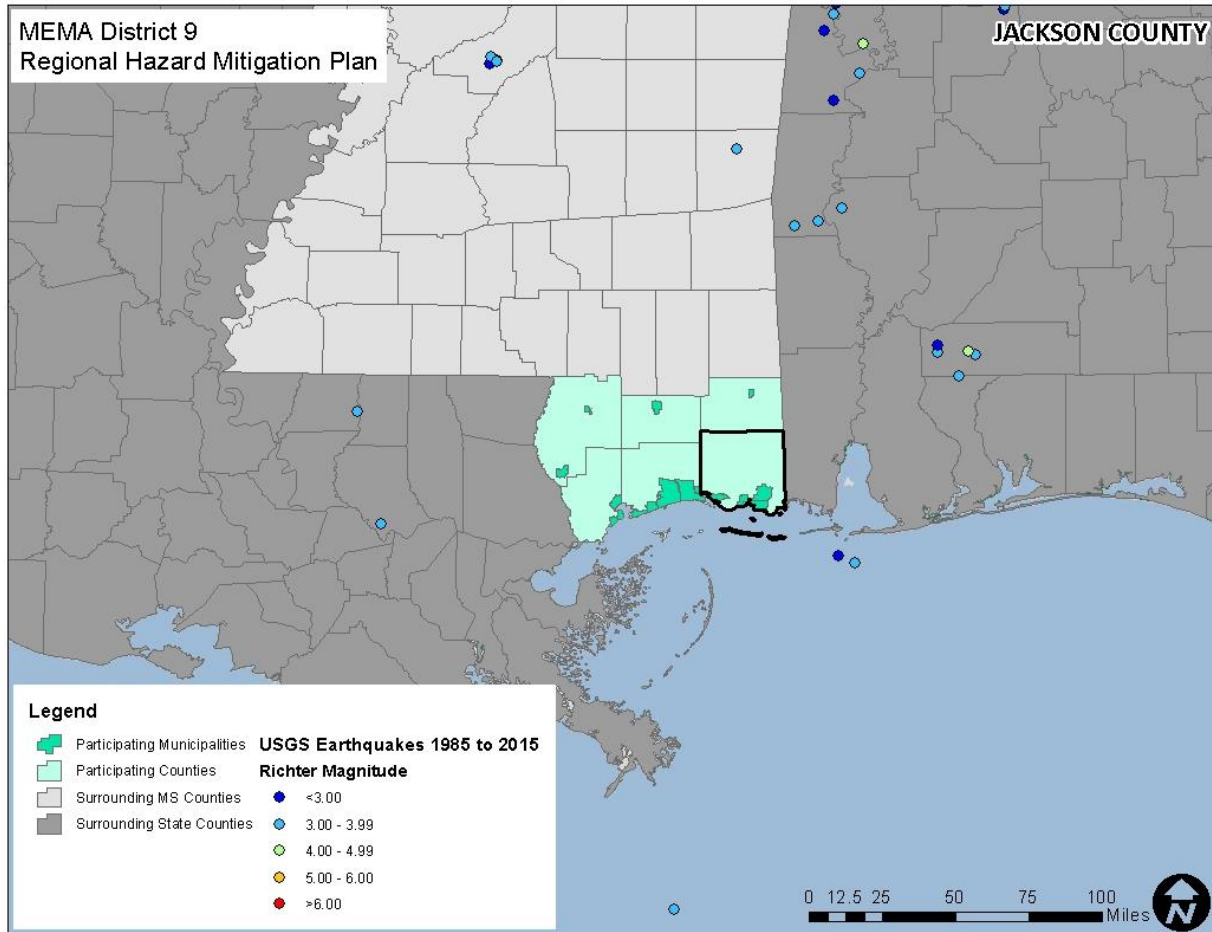 MEMA District 9
Regional Hazard Mitigation Plan
JACKSON COUNTY
Legend
Participating Municipalities
Participating Counties
Surrounding MS Counties
Surrounding State Counties
USGS Earthquakes 1985 to 2015
Richter Magnitude
<3.00
3.00 - 3.99
4.00 - 4.99
5.00 - 6.00
>6.00
0 12.5 25 50 75 100
Miles
N